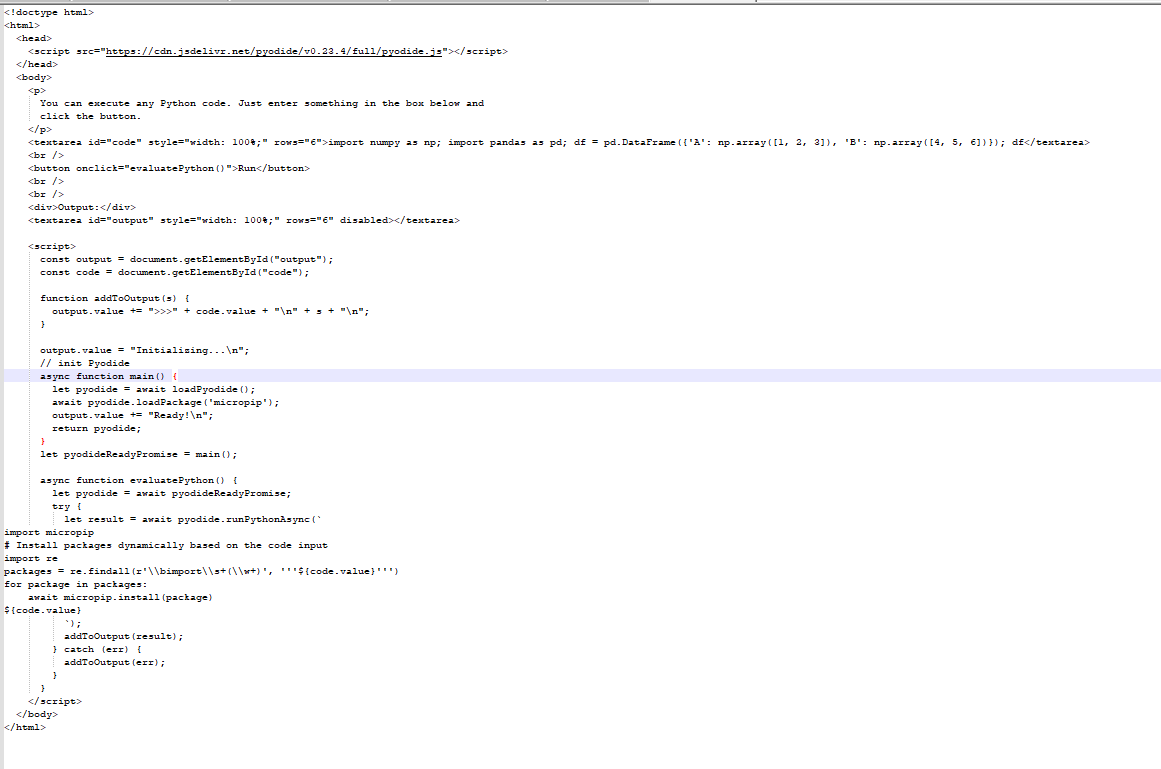 <!doctype html>
<html>
  <head>
    <script src="https://cdn.jsdelivr.net/pyodide/v0.23.4/full/pyodide.js"></script>
  </head>
  <body>
    <p>
      You can execute any Python code. Just enter something in the box below and
      click the button.
    </p>
    <textarea id="code" style="width: 100%;" rows="6">import numpy as np; import pandas as pd; df = pd.DataFrame({'A': np.array([1, 2, 3]), 'B': np.array([4, 5, 6])}); df</textarea>
    <br />
    <button onclick="evaluatePython()">Run</button>
    <br />
    <br />
    <div>Output:</div>
    <textarea id="output" style="width: 100%;" rows="6" disabled></textarea>

    <script>
      const output = document.getElementById("output");
      const code = document.getElementById("code");

      function addToOutput(s) {
        output.value += ">>>" + code.value + "\n" + s + "\n";
      }

      output.value = "Initializing...\n";
      // init Pyodide
      async function main() {
        let pyodide = await loadPyodide();
        await pyodide.loadPackage('micropip');
        output.value += "Ready!\n";
        return pyodide;
      }
      let pyodideReadyPromise = main();

      async function evaluatePython() {
        let pyodide = await pyodideReadyPromise;
        try {
          let result = await pyodide.runPythonAsync(`
import micropip
# Install packages dynamically based on the code input
import re
packages = re.findall(r'\\bimport\\s+(\\w+)', '''${code.value}''')
for package in packages:
    await micropip.install(package)
${code.value}
          `);
          addToOutput(result);
        } catch (err) {
          addToOutput(err);
        }
      }
    </script>
  </body>
</html>